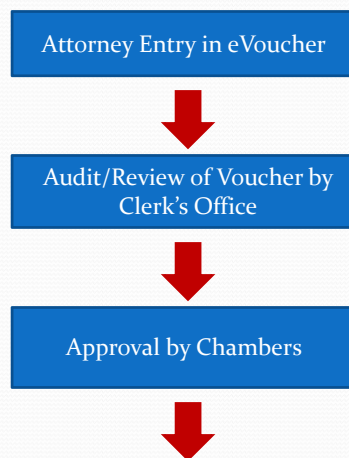 Attorney Entry in eVoucher
Audit/Review of Voucher by
Clerk's Office
Approval by Chambers